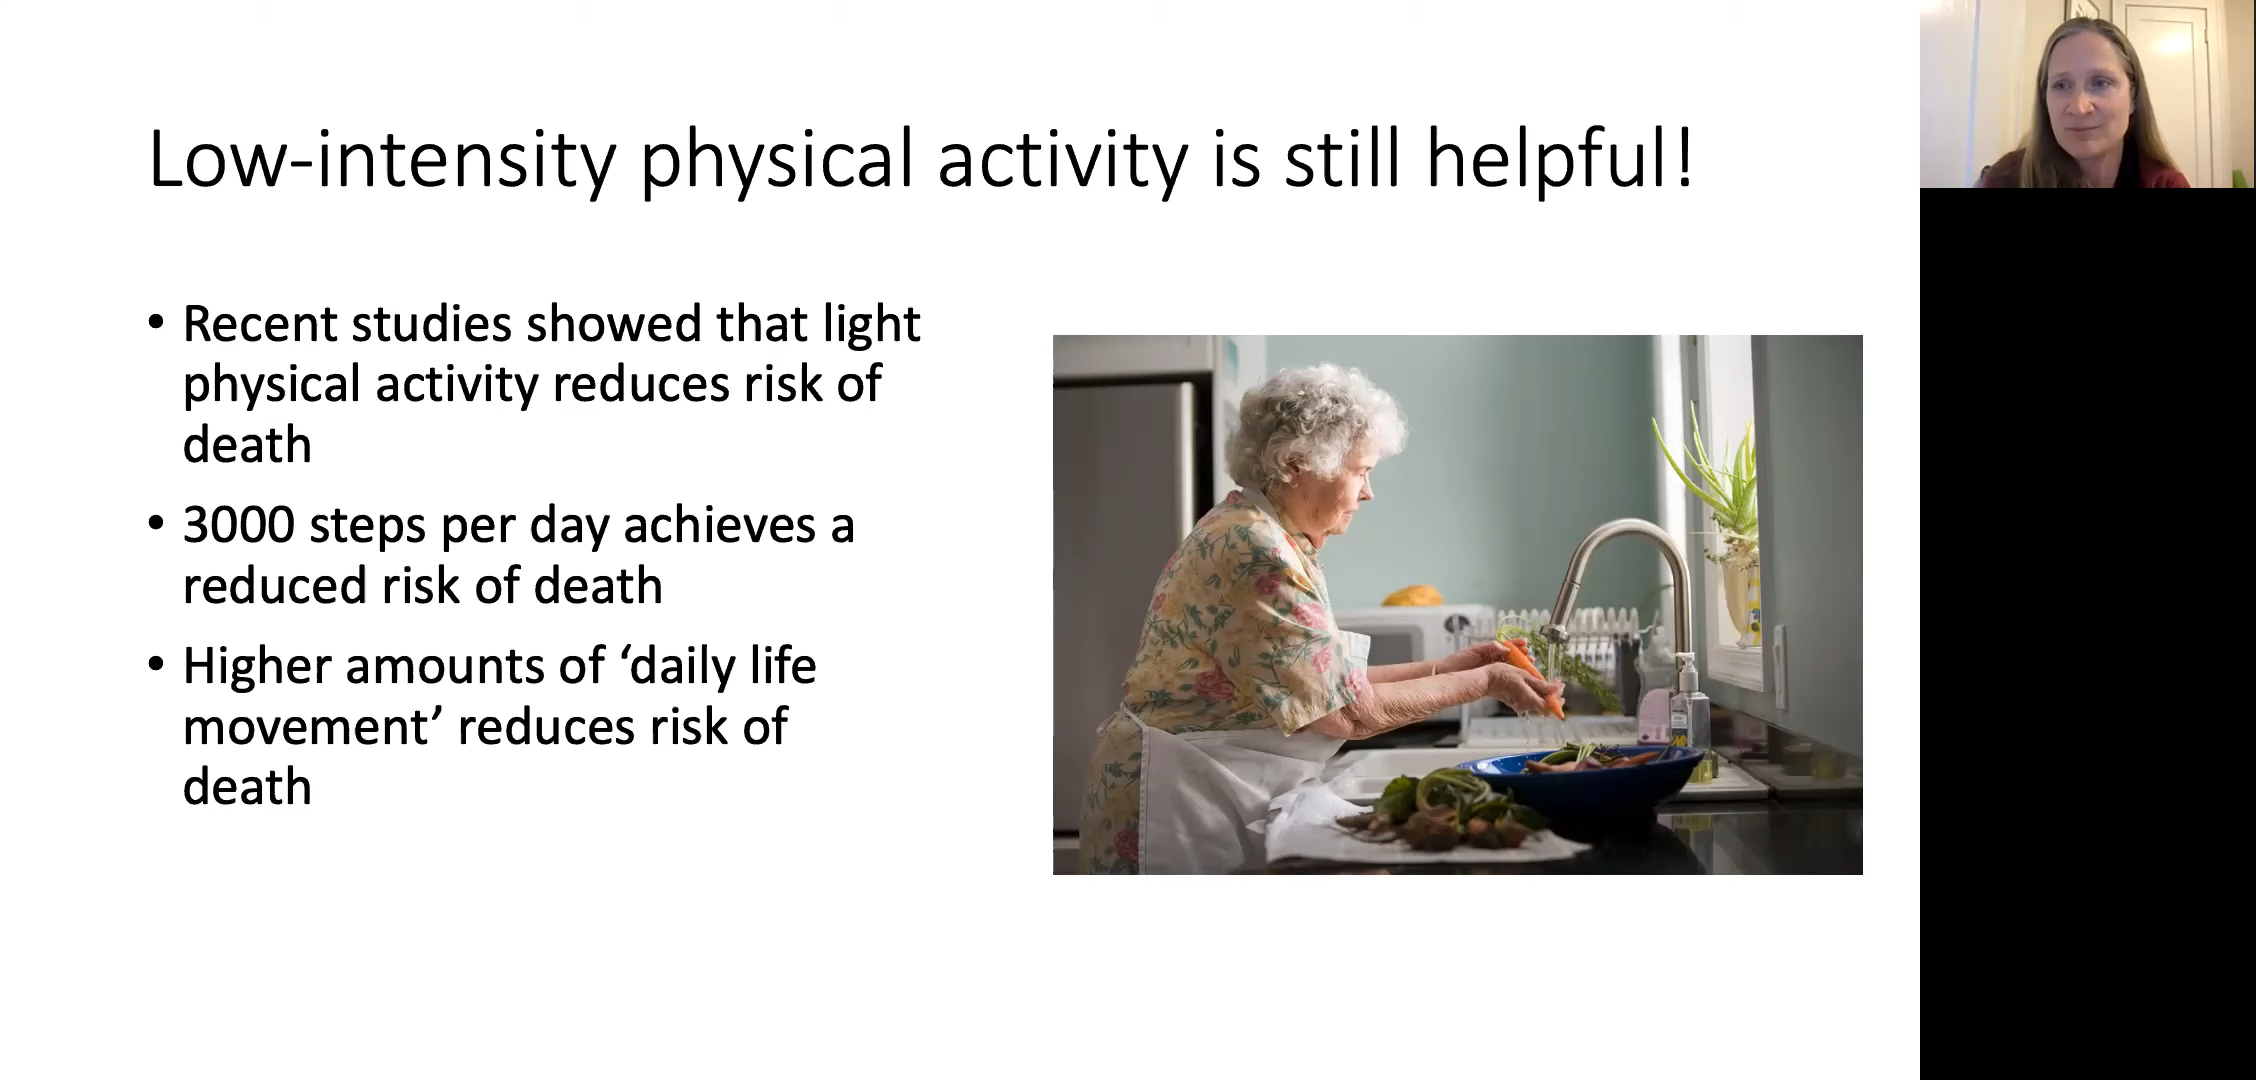 Low-intensity physical activity is still helpful!
• Recent studies showed that light
physical activity reduces risk of
death
• 3000 steps per day achieves a
reduced risk of death
• Higher amounts of ‘daily life
movement’ reduces risk of
death